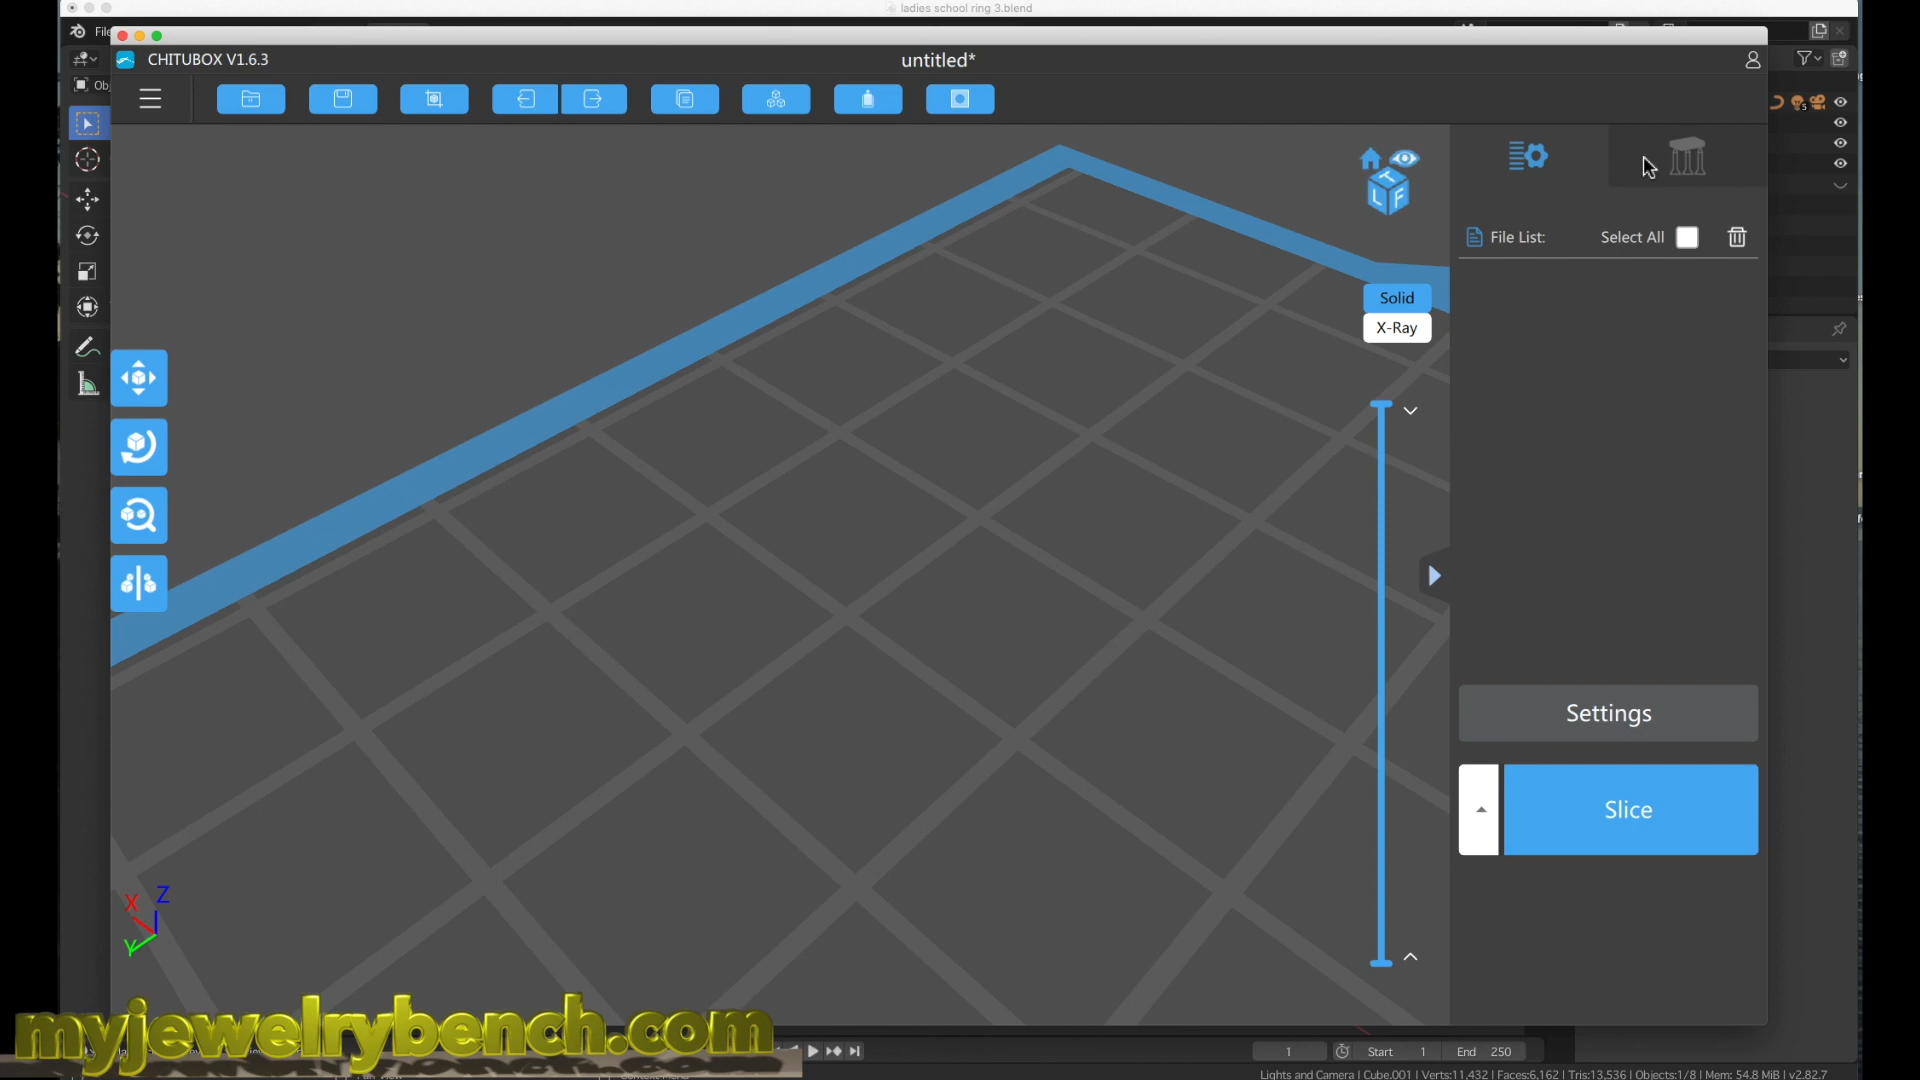 ladies school ring 3.blend
File
CHITUBOX V1.6.3
untitled*
Obj
T
L F
File List:
Select All
Solid
X-Ray
Settings
Slice
X
Z
Y
myjewelrybench.com
1
Start 1
End 250
Lights and Camera | Cube.001 | Verts:11,432 | Faces:6,162 | Tris:13,536 | Objects:1/8 | Mem: 54.8 MiB | v2.82.7